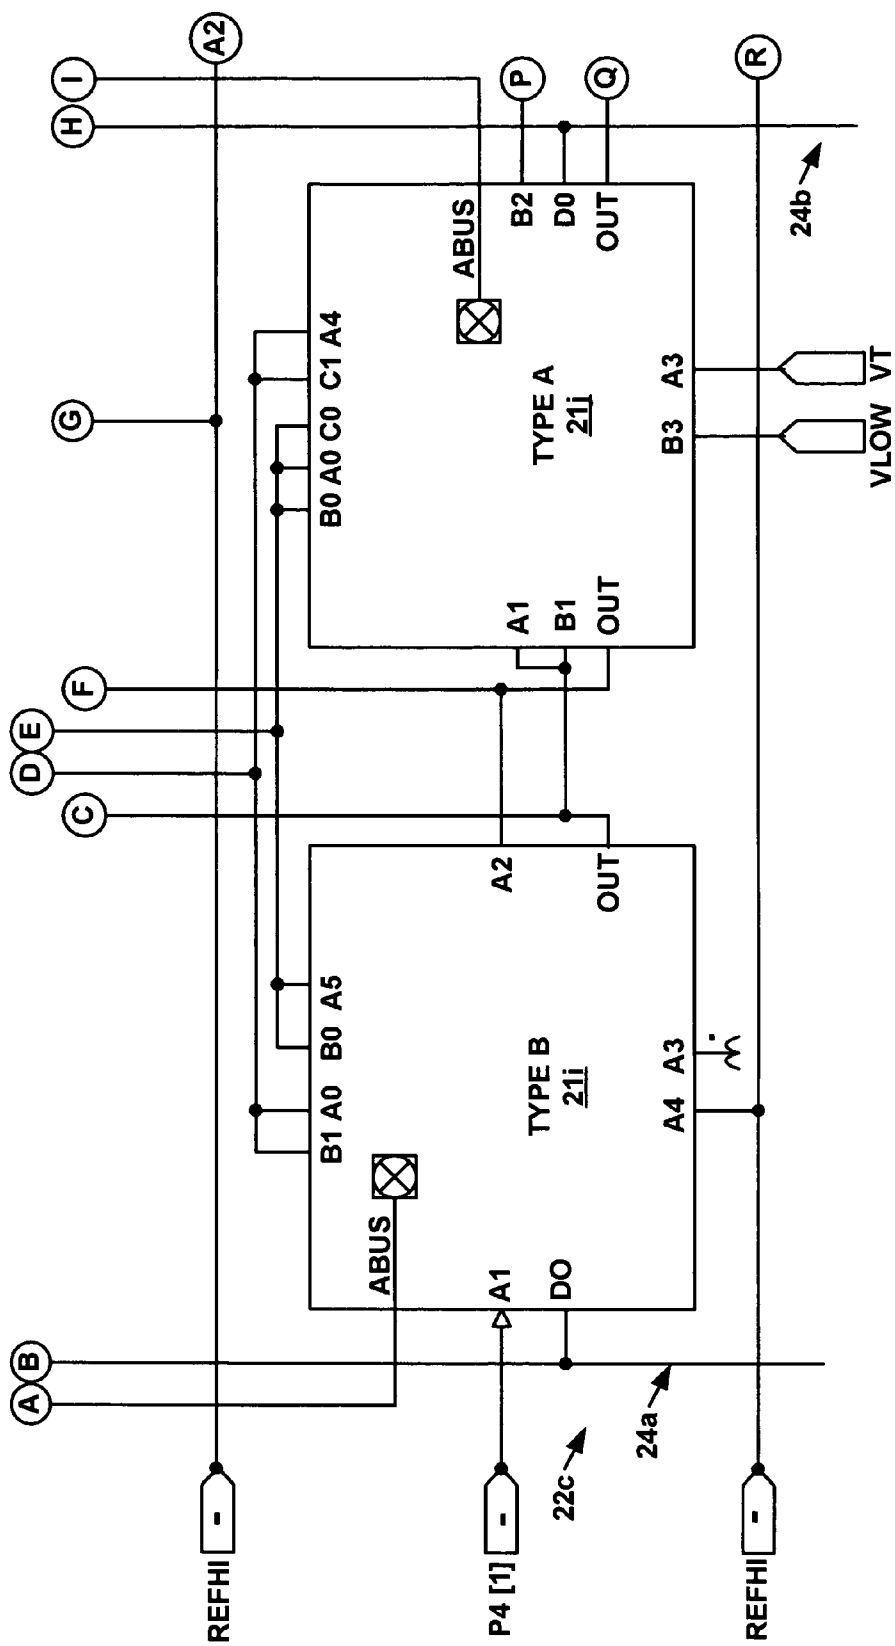 A
B
C
D
E
F
G
H
I
A2
REFHI
-
B1 A0 B0 A5
B0 A0 C0 C1 A4
ABUS
ABUS
P4 [1]
-
A1
DO
TYPE B
21i
A2
OUT
A4 A3
A1
B1
OUT
TYPE A
21j
B2
D0
OUT
B3 A3
P
Q
R
22c
24a
24b
REFHI
-
VLOW
VT